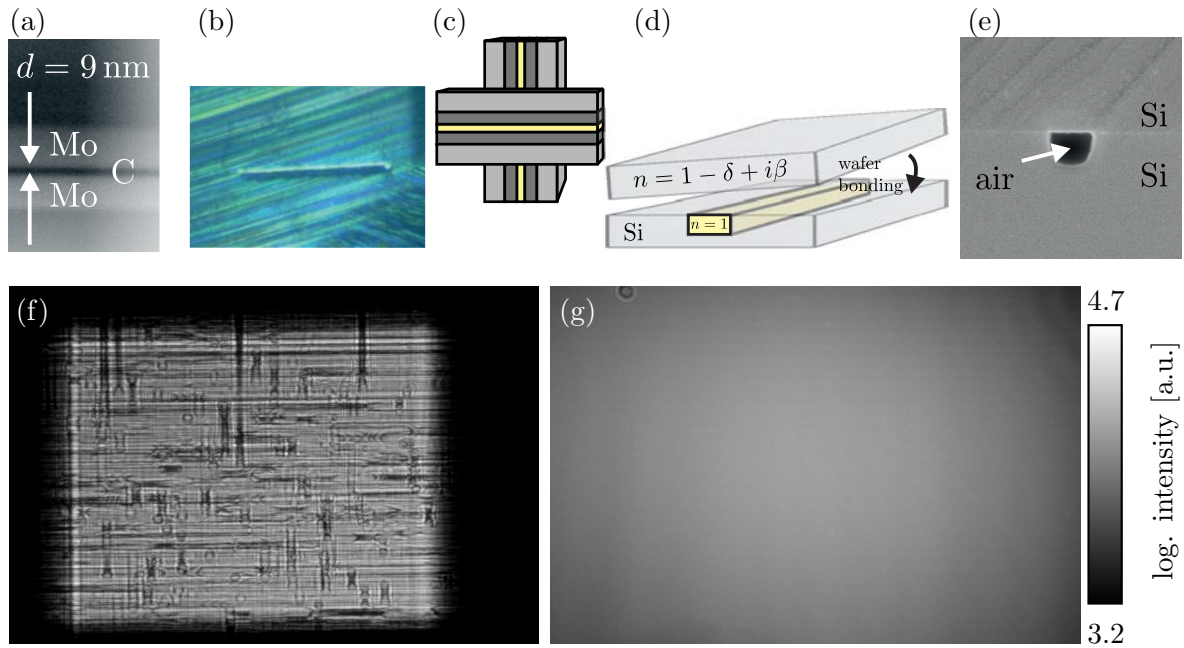 (a)
(b)
(c)
(d)
(e)
d = 9 nm
Mo
C
Mo
n = 1 − δ + iβ
wafer
bonding
Si
n = 1
Si
Si
air
(f)
(g)
4.7
log. intensity [a.u.]
3.2